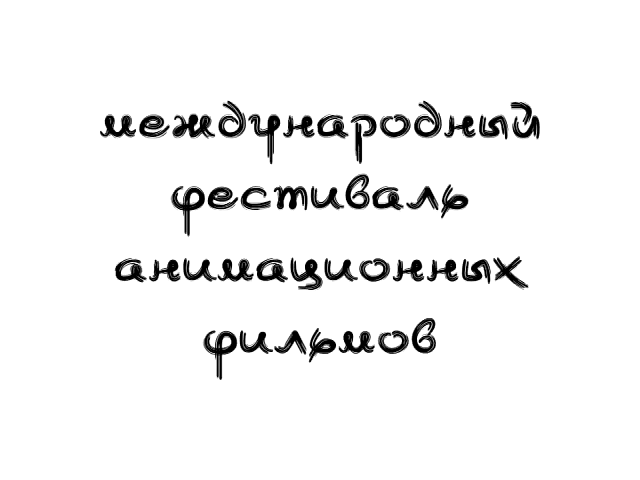 международный
фестиваль
анимационных
фильмов